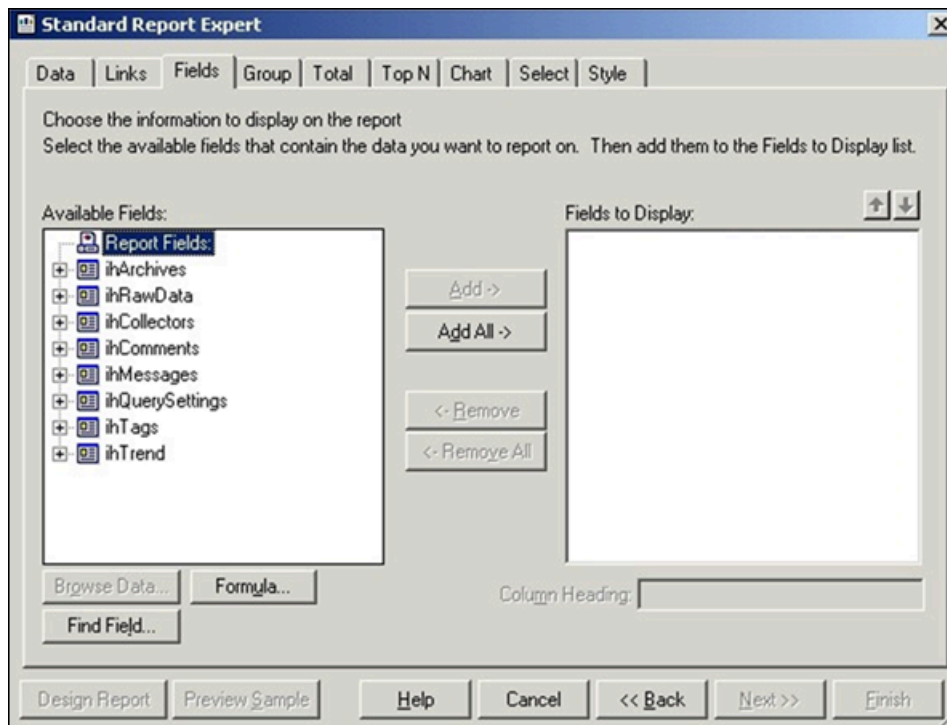 Standard Report Expert
Data Links Fields Group Total Top N Chart Select Style
Choose the information to display on the report
Select the available fields that contain the data you want to report on. Then add them to the Fields to Display list.
Available Fields:
Fields to Display:
Report Fields:
ihArchives
ihRawData
ihCollectors
ihComments
ihMessages
ihQuerySettings
ihTags
ihTrend
Add ->
Add All ->
<- Remove
<- Remove All
Browse Data...
Formula...
Find Field...
Column Heading:
Design Report
Preview Sample
Help
Cancel
<< Back
Next >>
Finish